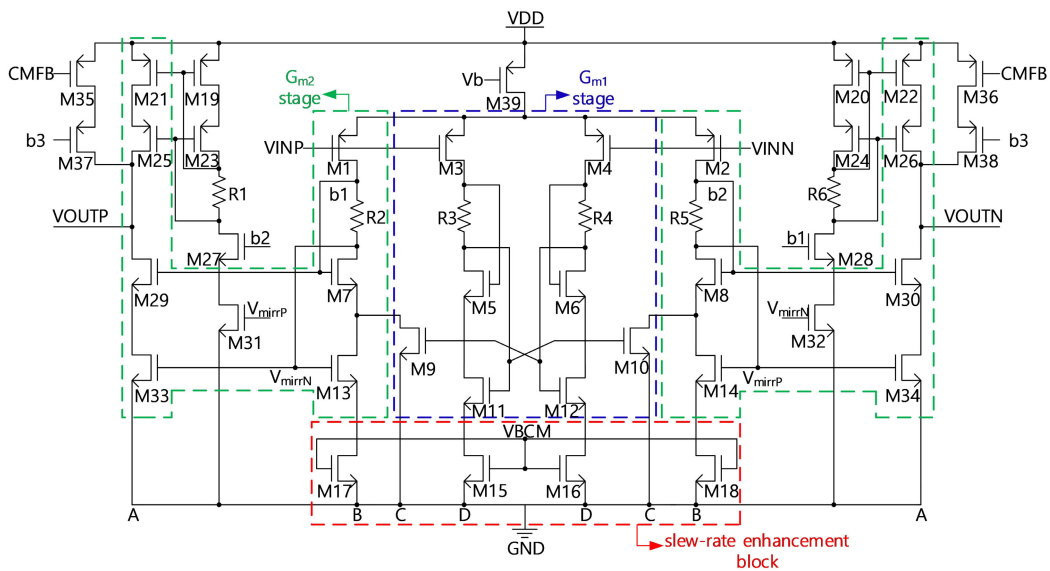 VDD
CMFB
M35
M21
M19
Gm2
stage
Vb
M39
Gm1
stage
M20
M22
M36
CMFB
b3
M37
M25
M23
VINP
M1
M3
M4
M2
VINN
M24
M26
M38
b3
R1
b1
R2
R3
R4
R5
b2
R6
VOUTP
VOUTN
b2
M27
b1
M28
M29
M7
M5
M6
M8
M30
VmirrP
M31
VmirrN
M32
M9
M10
M33
VmirrN
M13
M11
M12
M14
VmirrP
M34
VBCM
M17
M15
M16
M18
A
B
C
D
D
C
B
A
GND
slew-rate enhancement
block